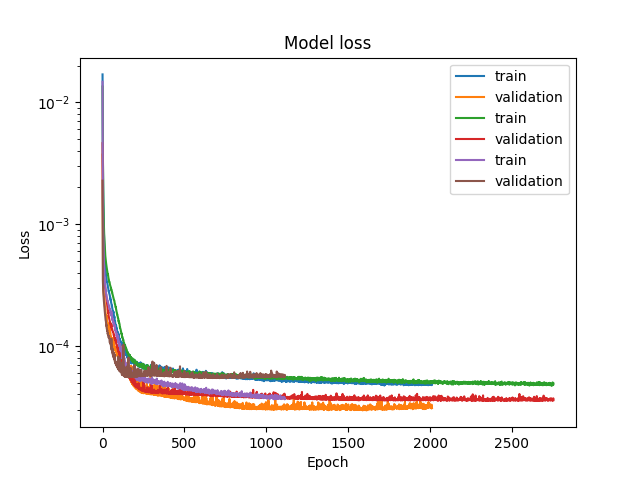 Model loss
train
validation
train
validation
train
validation
10⁻²
10⁻³
10⁻⁴
Loss
0 500 1000 1500 2000 2500
Epoch